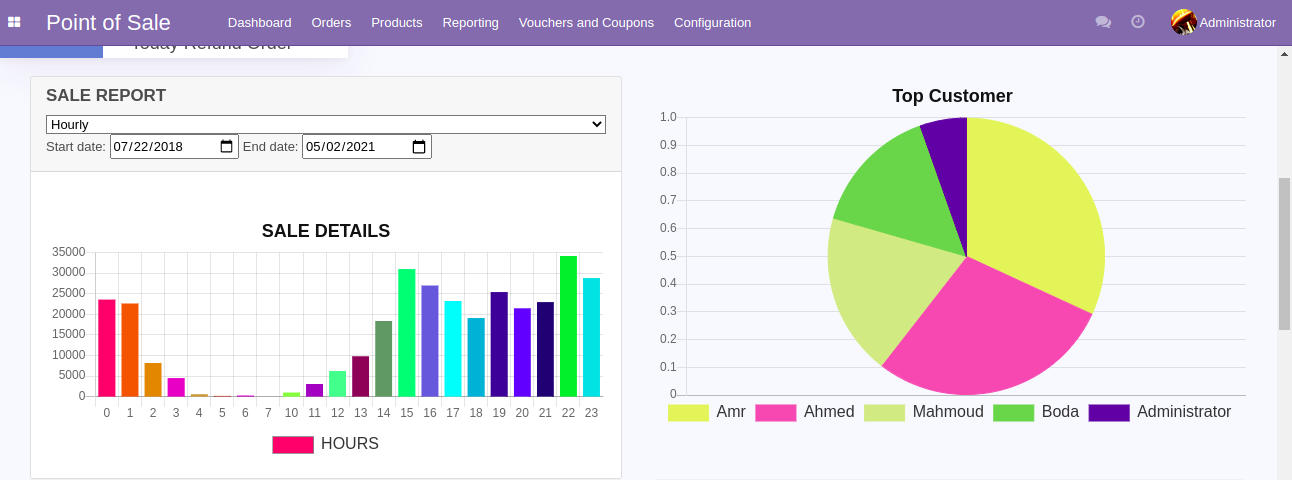 Point of Sale
Dashboard Orders Products Reporting Vouchers and Coupons Configuration
Administrator
Today Refund Order
SALE REPORT
Hourly
Start date: 07/22/2018 End date: 05/02/2021
SALE DETAILS
35000
30000
25000
20000
15000
10000
5000
0
0 1 2 3 4 5 6 7 10 11 12 13 14 15 16 17 18 19 20 21 22 23
HOURS
Top Customer
1.0
0.9
0.8
0.7
0.6
0.5
0.4
0.3
0.2
0.1
0
Amr Ahmed Mahmoud Boda Administrator